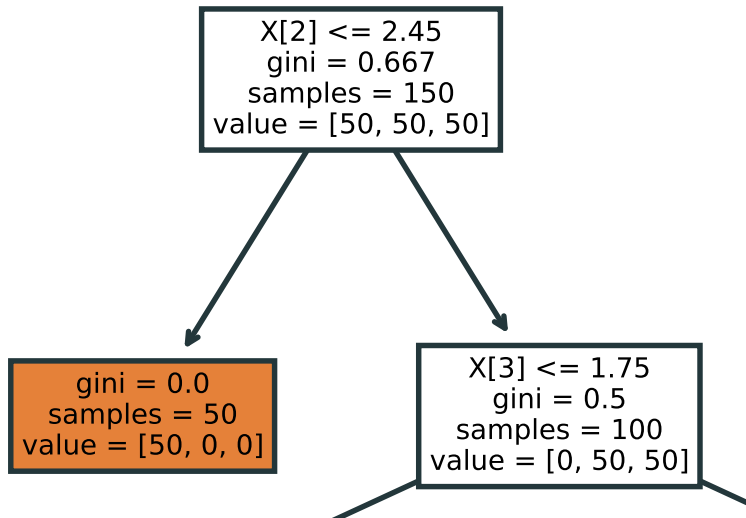 X[2] <= 2.45
gini = 0.667
samples = 150
value = [50, 50, 50]
gini = 0.0
samples = 50
value = [50, 0, 0]
X[3] <= 1.75
gini = 0.5
samples = 100
value = [0, 50, 50]